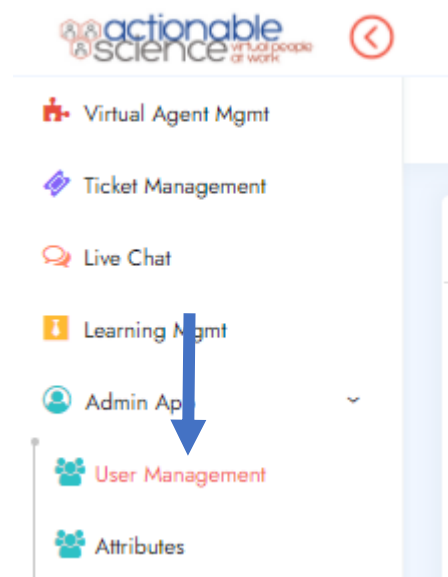 actionable
science virtual people
at work
Virtual Agent Mgmt
Ticket Management
Live Chat
Learning Mgmt
Admin App
User Management
Attributes